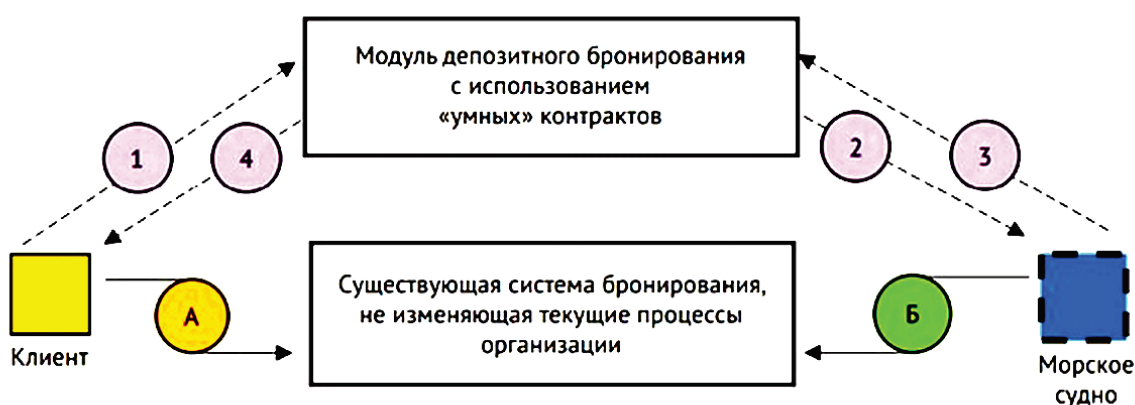 Модуль депозитного бронирования
с использованием
«умных» контрактов
1
4
2
3
Существующая система бронирования,
не изменяющая текущие процессы
организации
А
Б
Клиент
Морское
судно